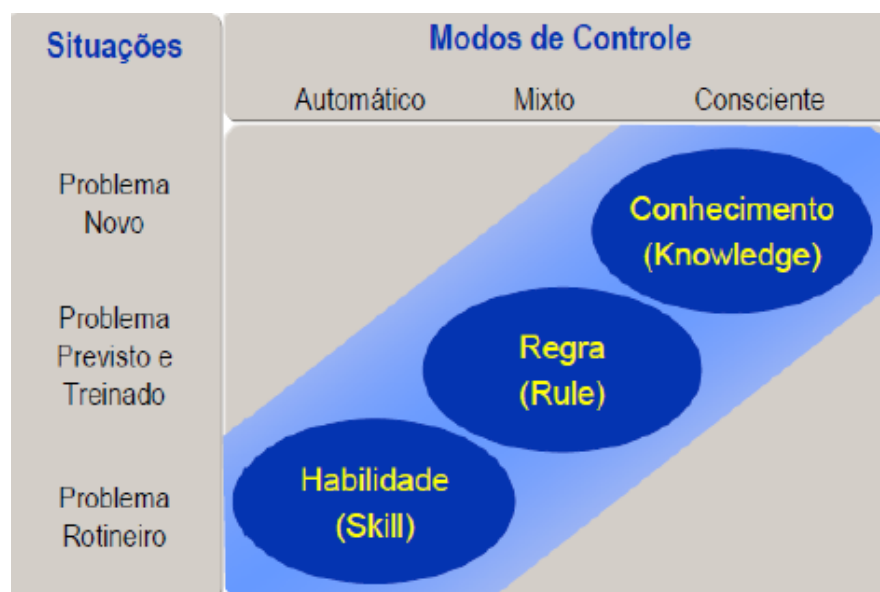 Situações
Modos de Controle
Automático Mixto Consciente
Problema
Novo
Conhecimento
(Knowledge)
Problema
Previsto e
Treinado
Regra
(Rule)
Problema
Rotineiro
Habilidade
(Skill)